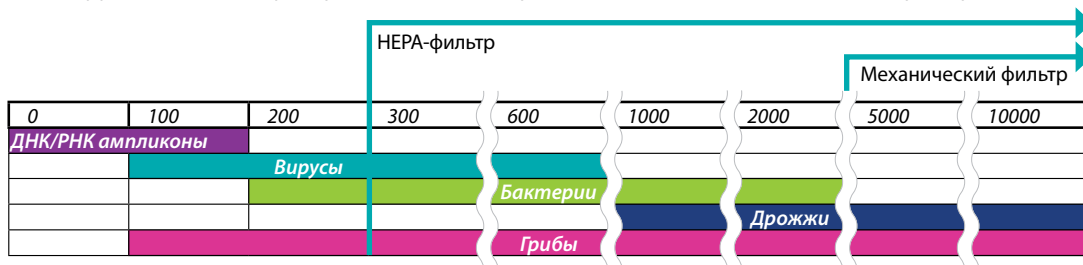 HEPA-фильтр
Механический фильтр
0 100 200 300 600 1000 2000 5000 10000
ДНК/РНК ампликоны
Вирусы
Бактерии
Дрожжи
Грибы